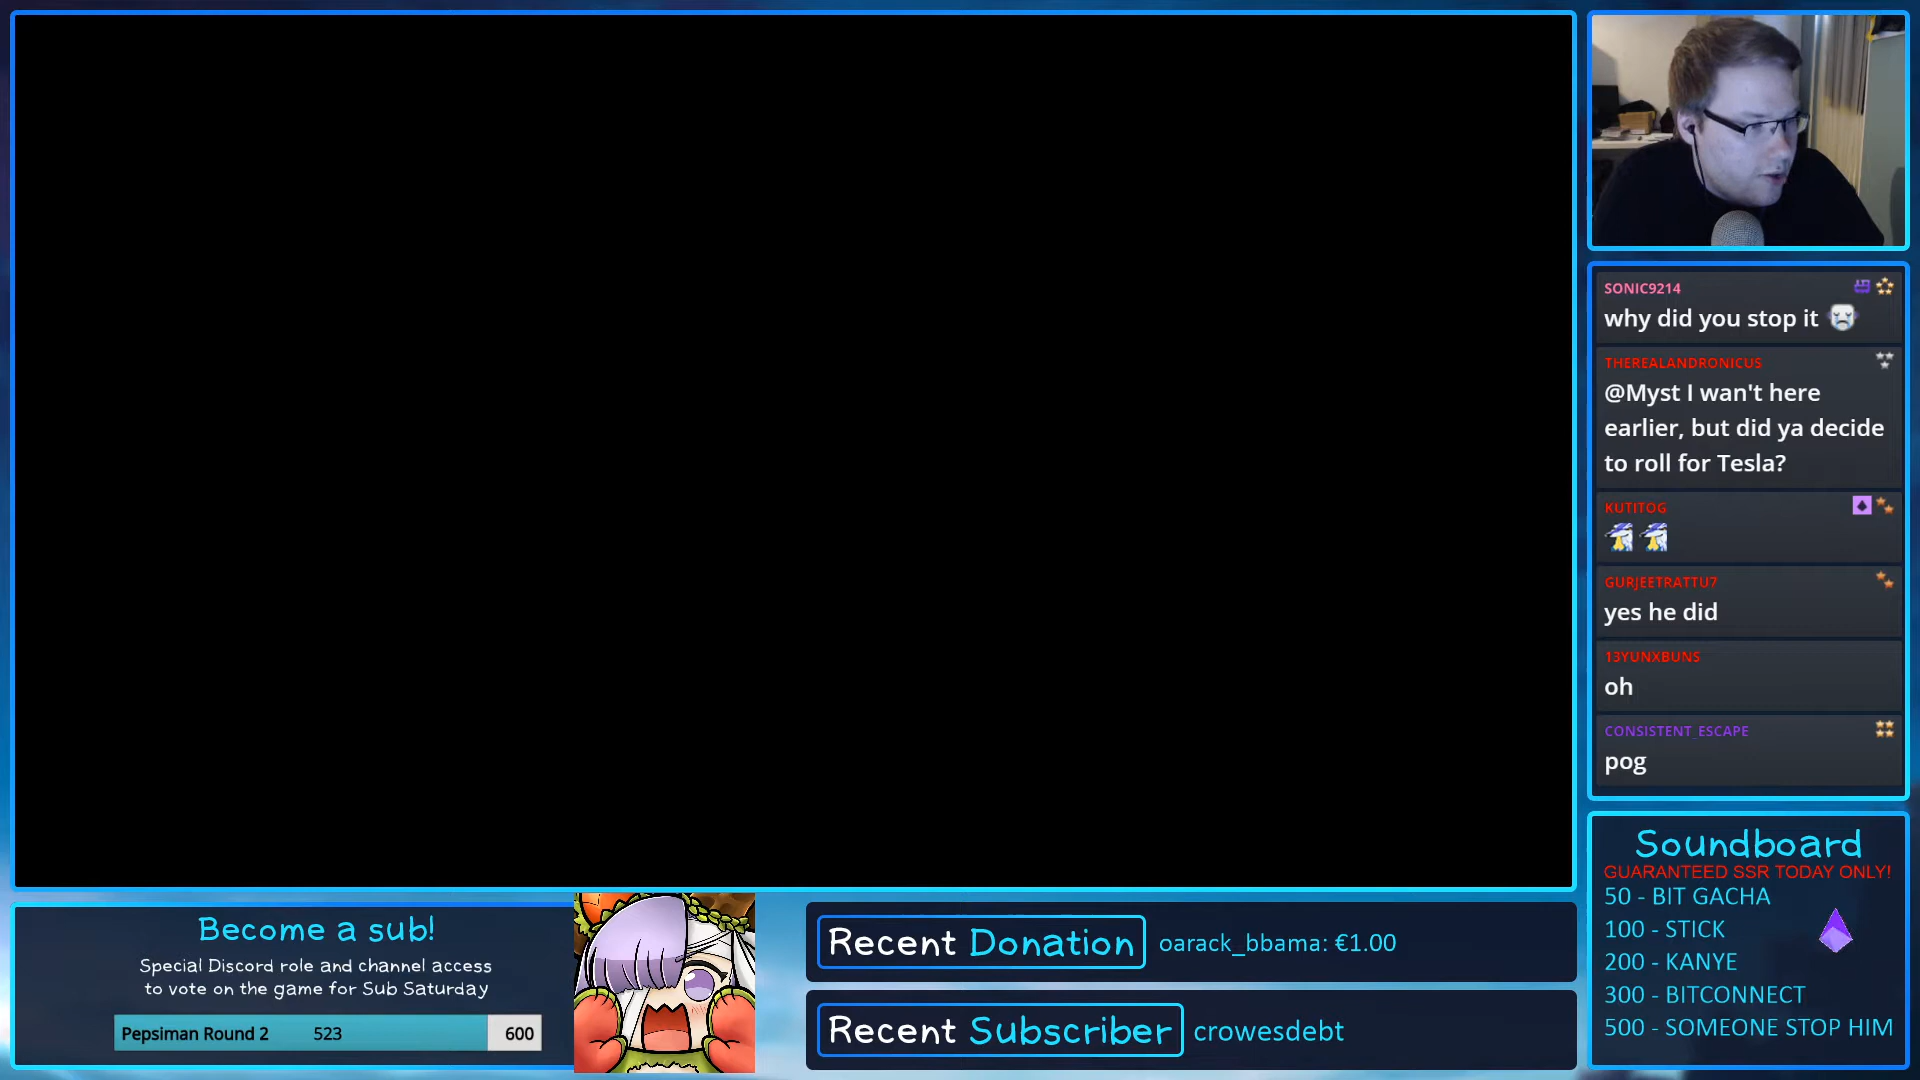 SONIC9214
why did you stop it
THEREALANDRONICUS
@Myst I wan't here
earlier, but did ya decide
to roll for Tesla?
KUTITOG
GURJEETRATTU7
yes he did
13YUNXBUNS
oh
CONSISTENT_ESCAPE
pog
Soundboard
GUARANTEED SSR TODAY ONLY!
50 - BIT GACHA
100 - STICK
200 - KANYE
300 - BITCONNECT
500 - SOMEONE STOP HIM
Become a sub!
Special Discord role and channel access
to vote on the game for Sub Saturday
Pepsiman Round 2 523 600
Recent Donation oarack_bbama: €1.00
Recent Subscriber crowesdebt